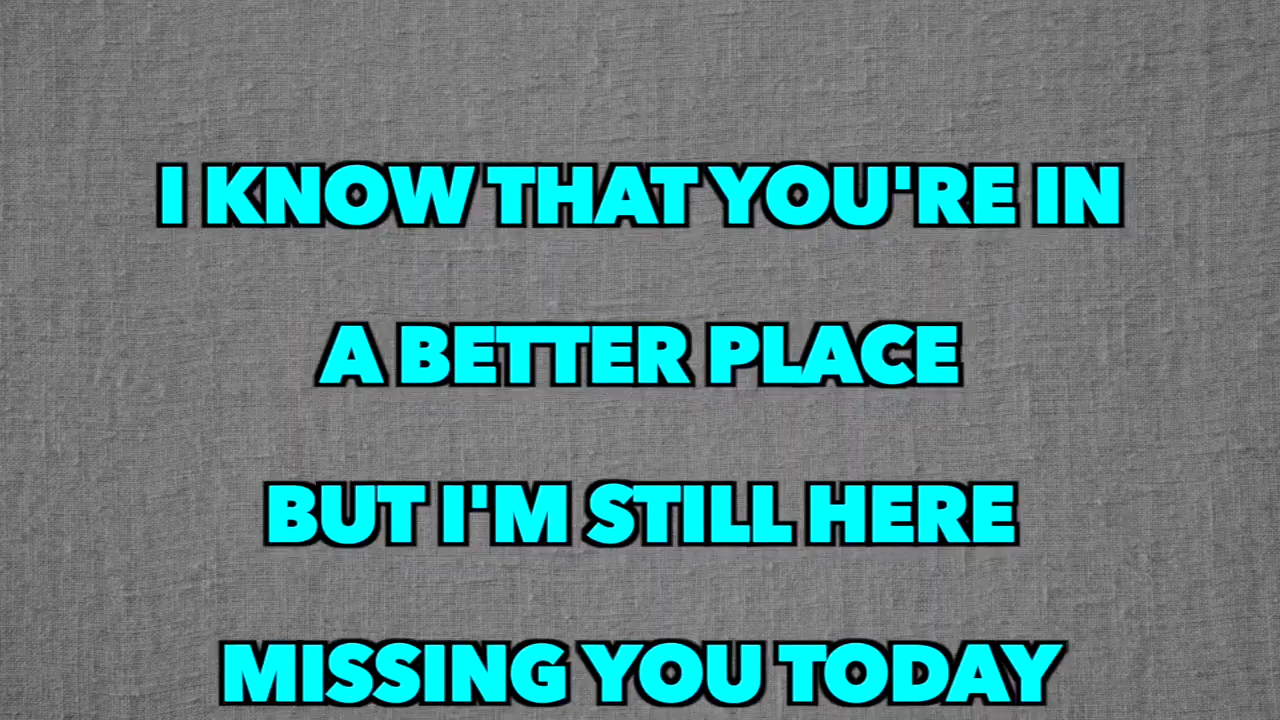 I KNOW THAT YOU'RE IN
A BETTER PLACE
BUT I'M STILL HERE
MISSING YOU TODAY